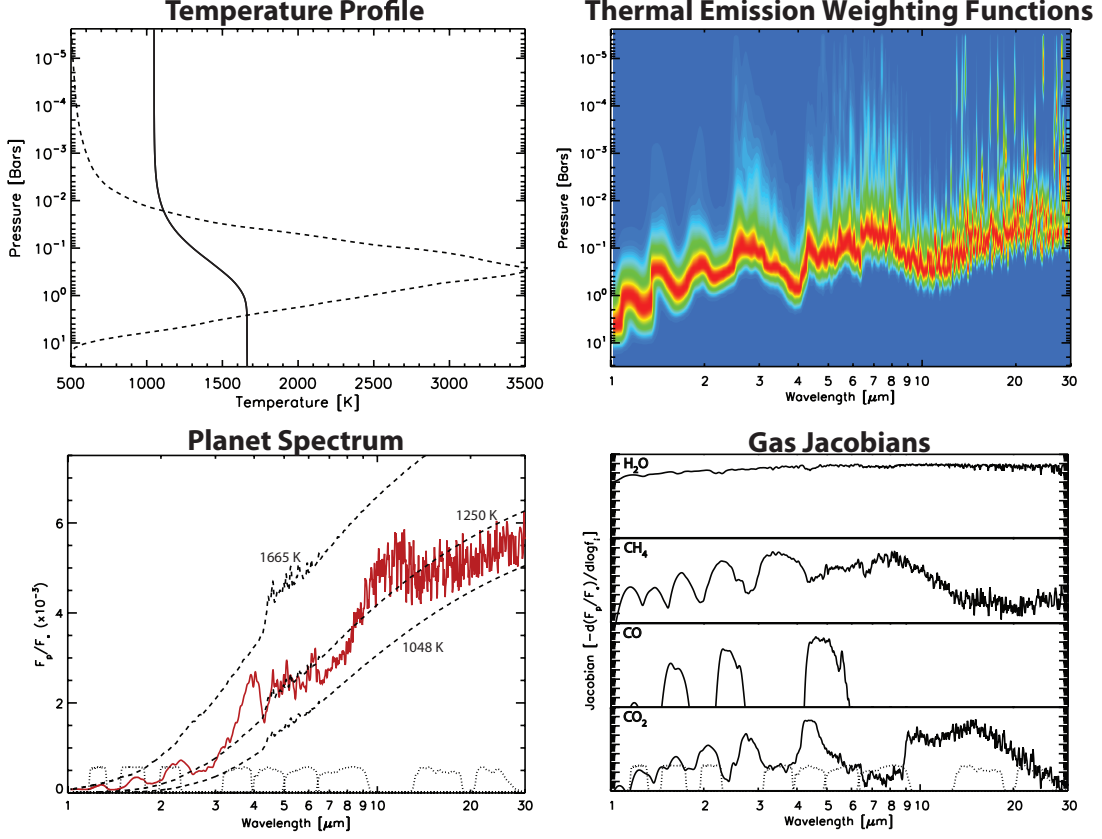 Temperature Profile
Pressure [Bars]
10⁻⁵
10⁻⁴
10⁻³
10⁻²
10⁻¹
10⁰
10¹
500 1000 1500 2000 2500 3000 3500
Temperature [K]
Thermal Emission Weighting Functions
Pressure [Bars]
10⁻⁵
10⁻⁴
10⁻³
10⁻²
10⁻¹
10⁰
10¹
1 2 3 4 5 6 7 8 9 10 20 30
Wavelength [μm]
Planet Spectrum
F_p/F_* (x10⁻³)
6
4
2
0
1665 K
1250 K
1048 K
1 2 3 4 5 6 7 8 9 10 20 30
Wavelength [μm]
Gas Jacobians
Jacobian [-d(F_p/F_*)/dlogf_i]
H₂O
CH₄
CO
CO₂
1 2 3 4 5 6 7 8 9 10 20 30
Wavelength [μm]